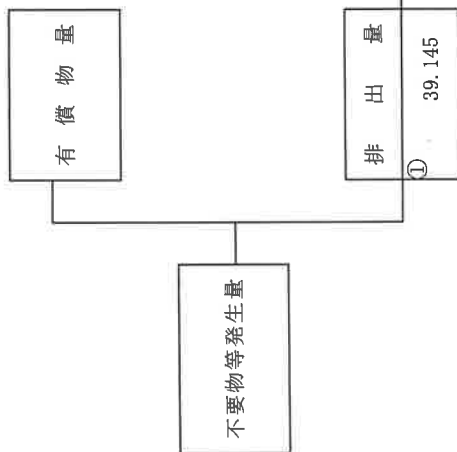 不要物等発生量
有償物量
排出量
①
39.145